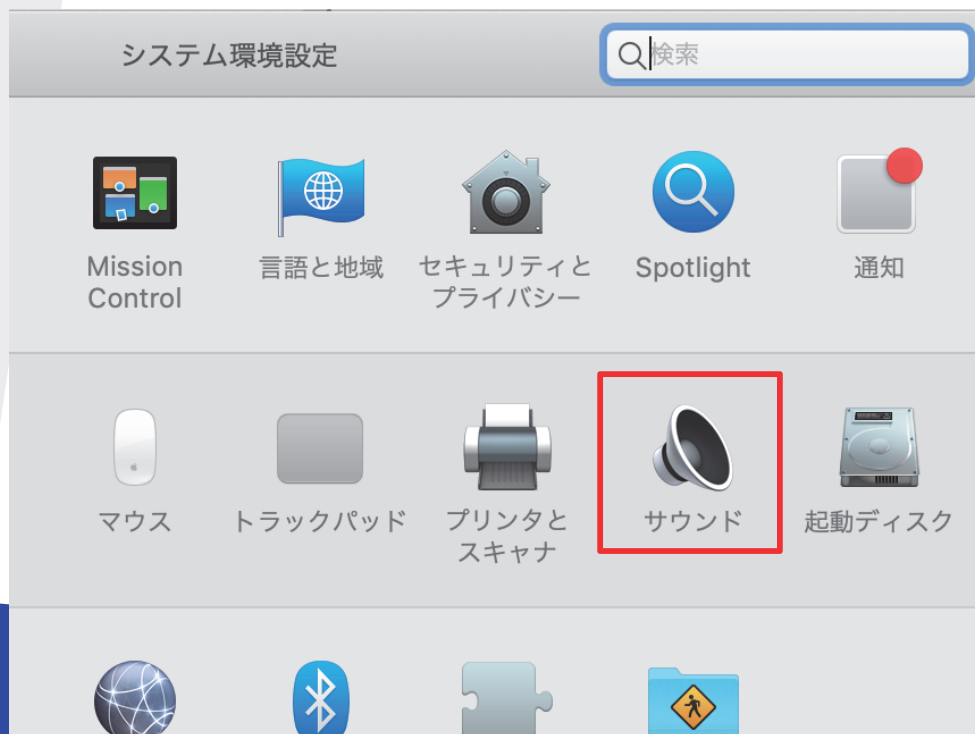 システム環境設定
検索
Mission
Control
言語と地域
セキュリティと
プライバシー
Spotlight
通知
マウス
トラックパッド
プリンタと
スキャナ
サウンド
起動ディスク